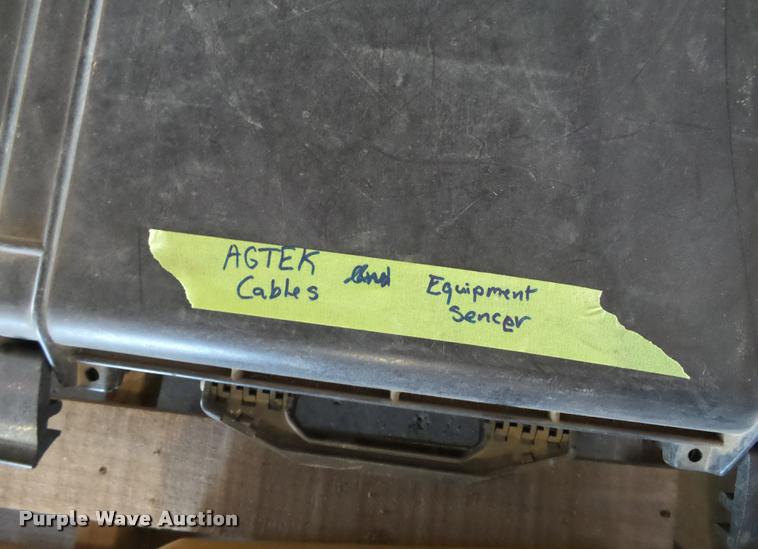 AGTEK and Equipment
Cables Sencer
Purple Wave Auction